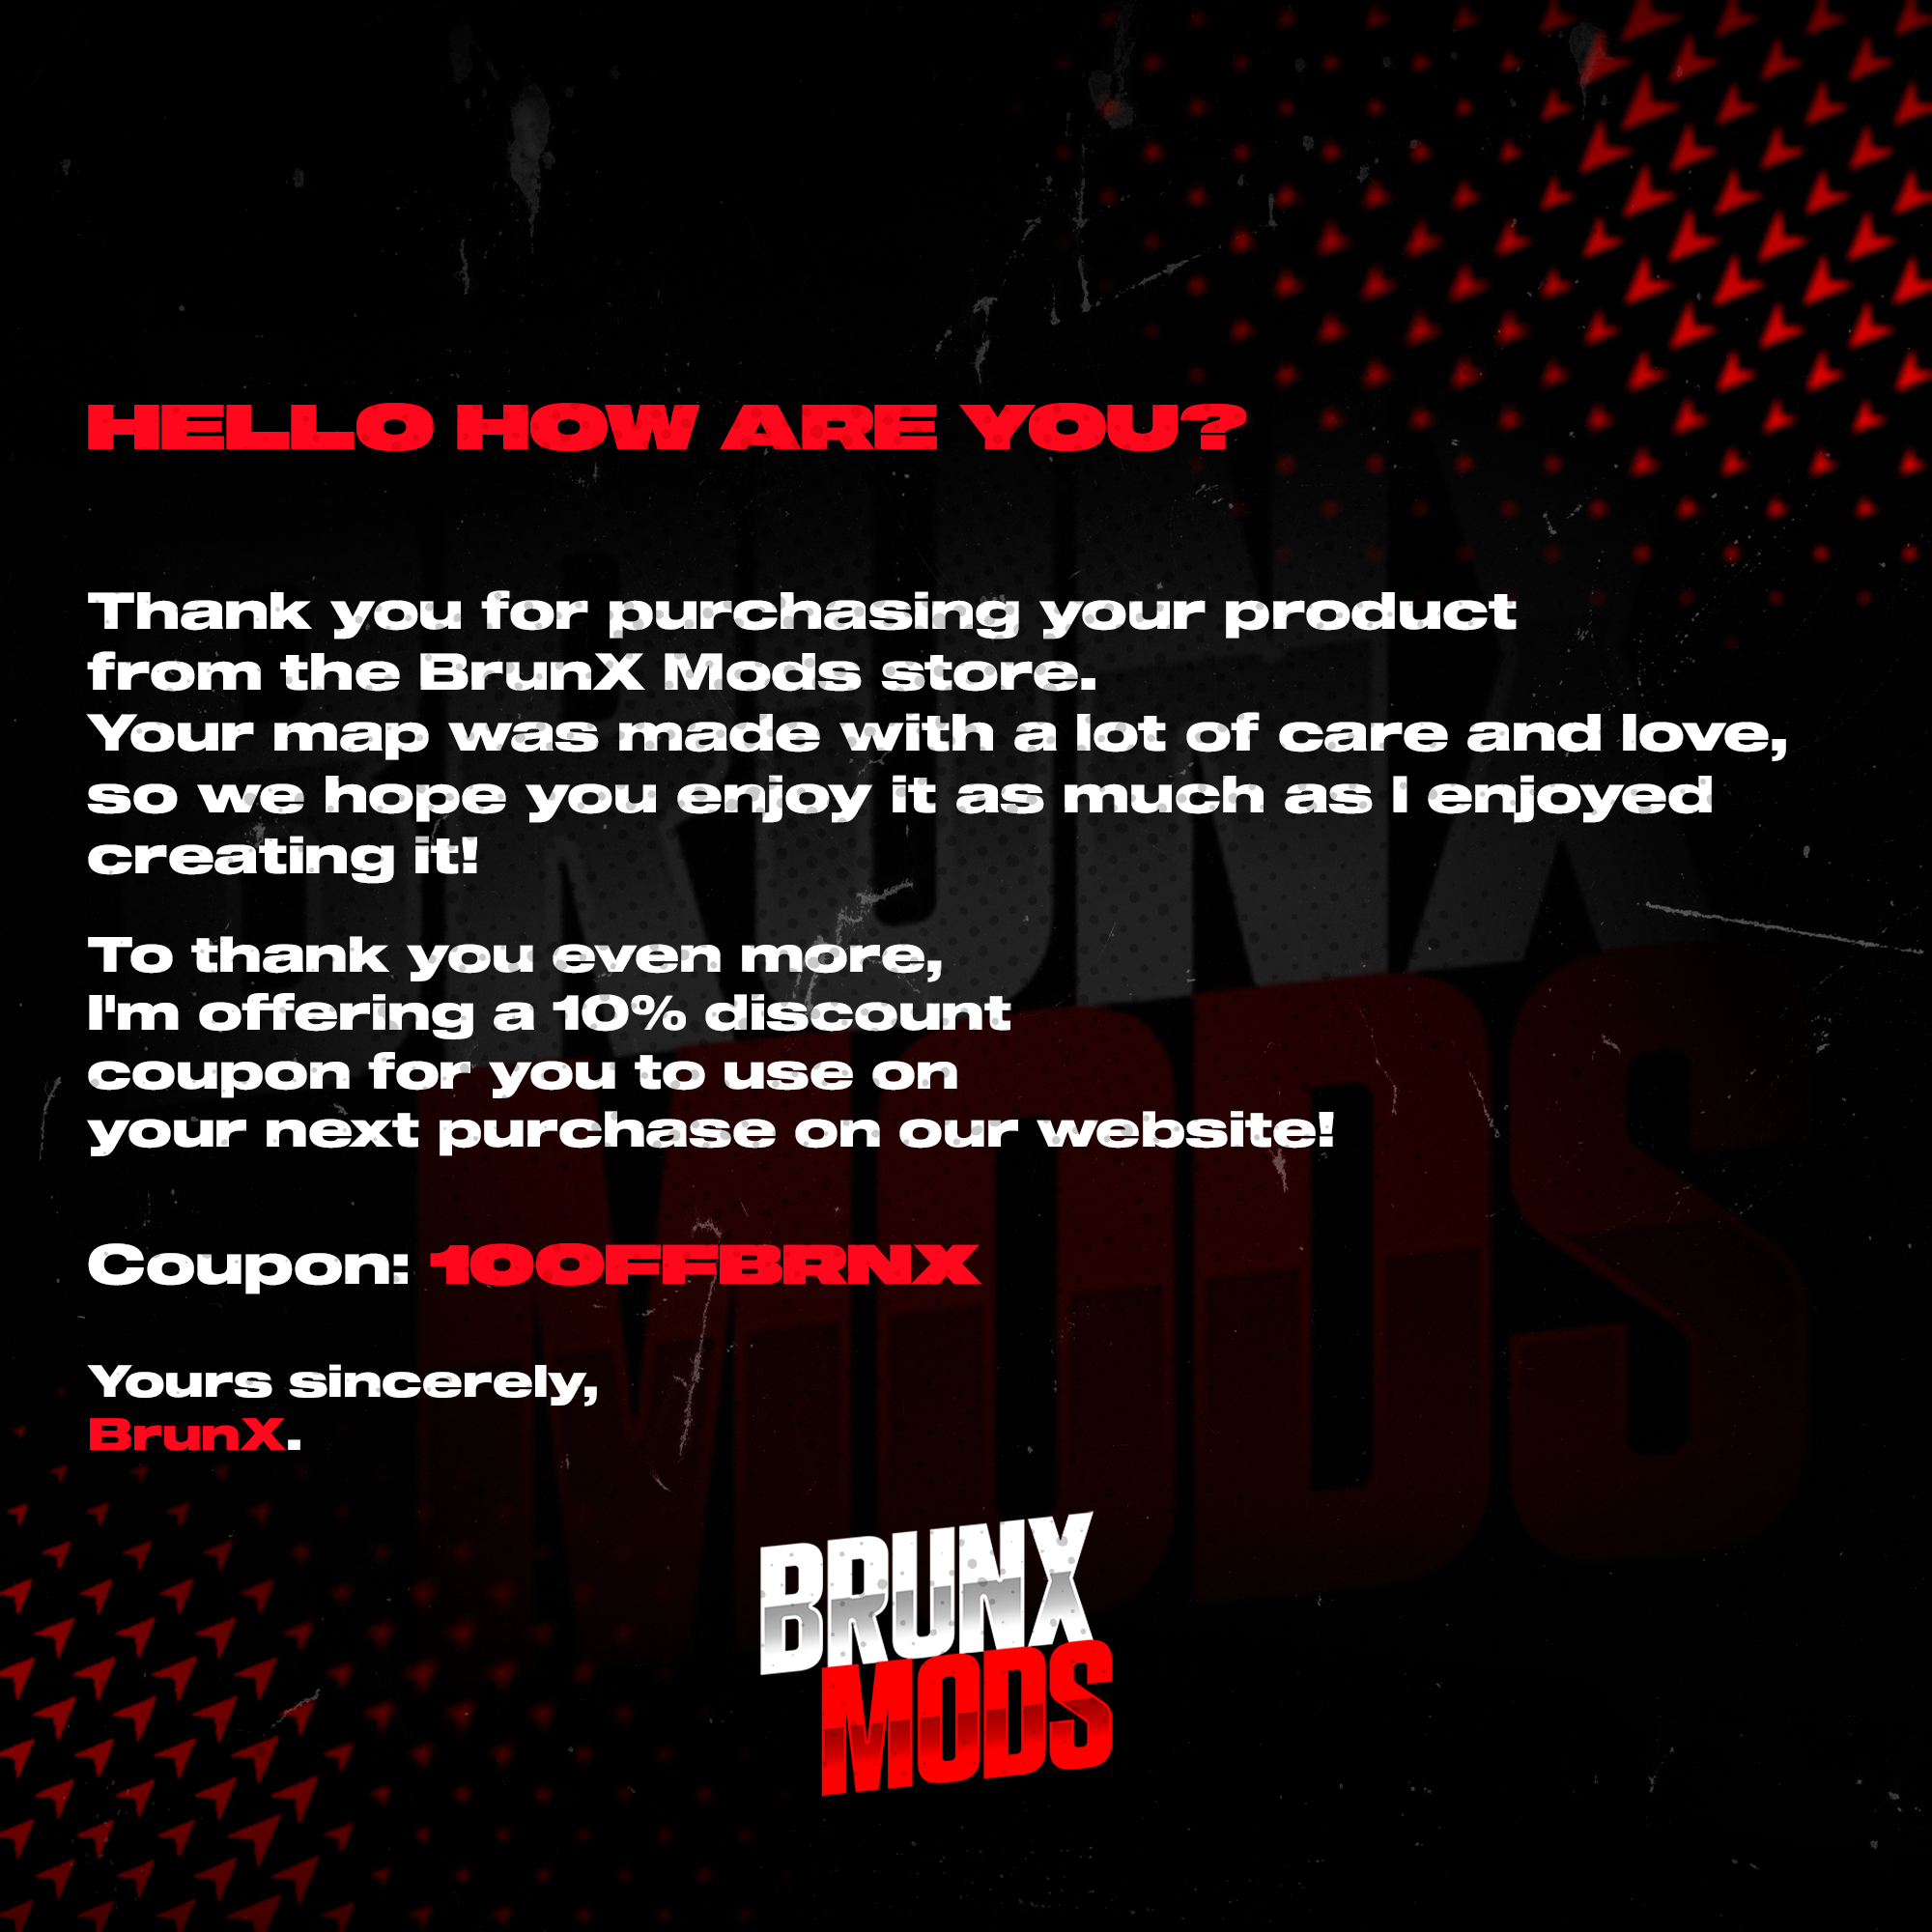 HELLO HOW ARE YOU?
Thank you for purchasing your product
from the BrunX Mods store.
Your map was made with a lot of care and love,
so we hope you enjoy it as much as I enjoyed
creating it!
To thank you even more,
I'm offering a 10% discount
coupon for you to use on
your next purchase on our website!
Coupon: 10OFFBRNX
Yours sincerely,
BrunX.
BRUNX
MODS
BRUNX
MODS